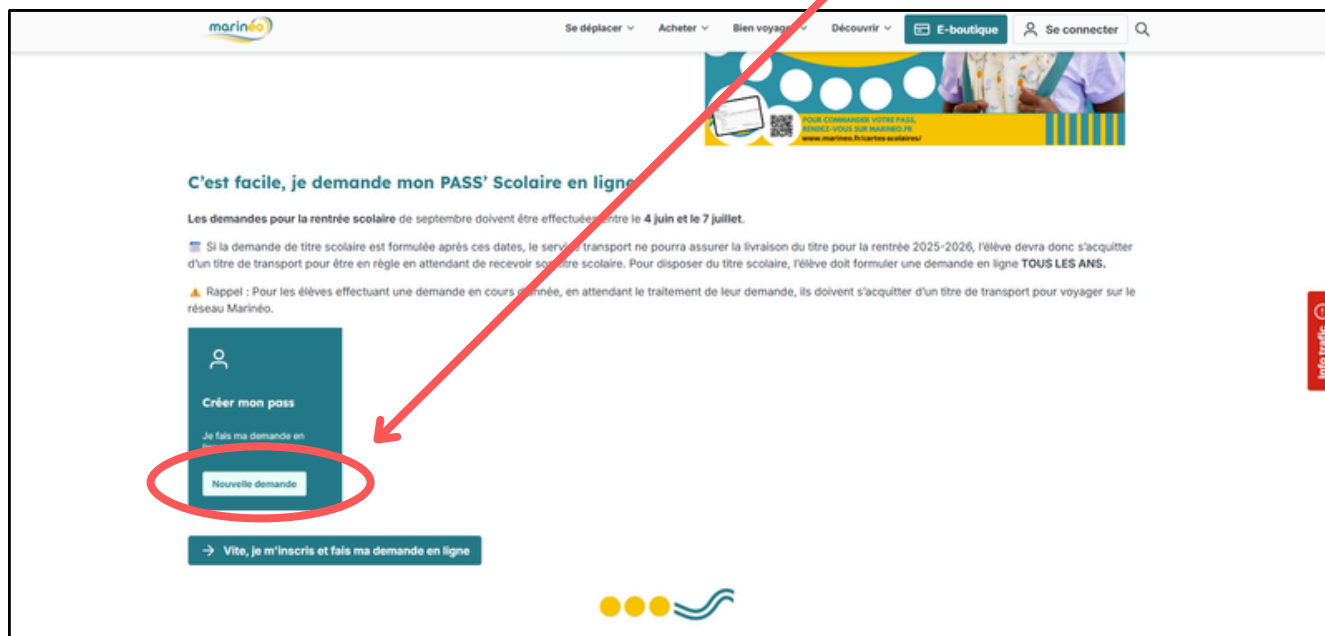 marinéo
Se déplacer Acheter Bien voyager Découvrir E-boutique Se connecter
POUR COMMANDER VOTRE PASS,
RENDEZ-VOUS SUR MARINEO.FR
www.marineo.fr/cartes-scolaires/
C'est facile, je demande mon PASS' Scolaire en ligne
Les demandes pour la rentrée scolaire de septembre doivent être effectuées entre le 4 juin et le 7 juillet.
Si la demande de titre scolaire est formulée après ces dates, le service transport ne pourra assurer la livraison du titre pour la rentrée 2025-2026, l'élève devra donc s'acquitter
d'un titre de transport pour être en règle en attendant de recevoir son titre scolaire. Pour disposer du titre scolaire, l'élève doit formuler une demande en ligne TOUS LES ANS.
Rappel : Pour les élèves effectuant une demande en cours d'année, en attendant le traitement de leur demande, ils doivent s'acquitter d'un titre de transport pour voyager sur le
réseau Marinéo.
Info trafic
Créer mon pass
Je fais ma demande en
Nouvelle demande
→ Vite, je m'inscris et fais ma demande en ligne